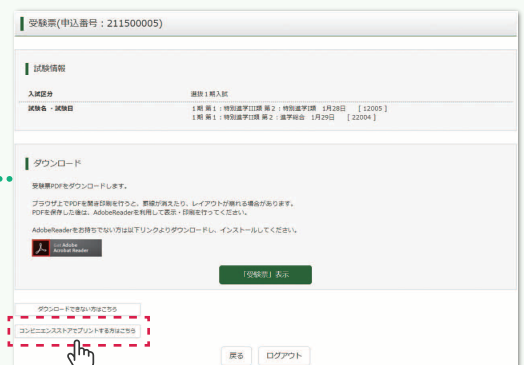 受験票(申込番号：211500005)
試験情報
入試区分 選抜１期入試
試験名・試験日 １期 第１：特別進学III類 第２：特別進学I類 1月28日 [ 12005 ]
１期 第１：特別進学II類 第２：進学総合 1月29日 [ 22004 ]
ダウンロード
受験票PDFをダウンロードします。
ブラウザ上でPDFを開き印刷を行うと、罫線が消えたり、レイアウトが崩れる場合があります。
PDFを保存した後は、AdobeReaderを利用して表示・印刷を行ってください。
AdobeReaderをお持ちでない方は以下リンクよりダウンロードし、インストールしてください。
Get Adobe
Acrobat Reader
「受験票」表示
ダウンロードできない方はこちら
コンビニエンスストアでプリントする方はこちら
戻る ログアウト